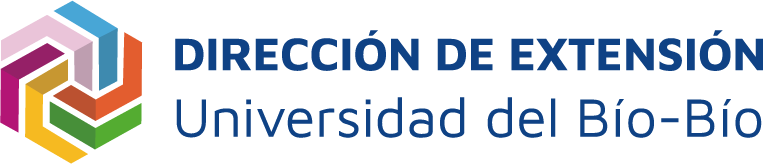 DIRECCIÓN DE EXTENSIÓN
Universidad del Bío-Bío